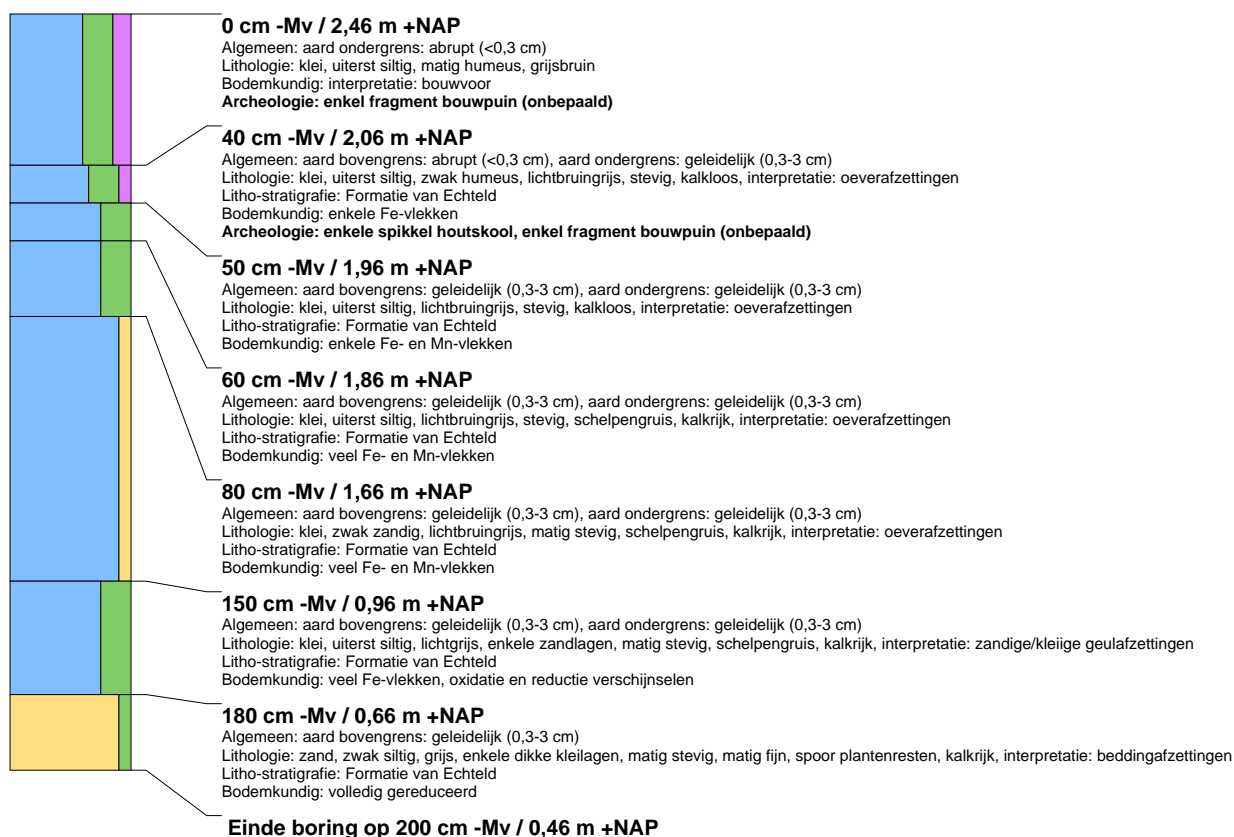 0 cm -Mv / 2,46 m +NAP
Algemeen: aard ondergrens: abrupt (<0,3 cm)
Lithologie: klei, uiterst siltig, matig humeus, grijsbruin
Bodemkundig: interpretatie: bouwvoor
Archeologie: enkel fragment bouwpuin (onbepaald)
40 cm -Mv / 2,06 m +NAP
Algemeen: aard bovengrens: abrupt (<0,3 cm), aard ondergrens: geleidelijk (0,3-3 cm)
Lithologie: klei, uiterst siltig, zwak humeus, lichtbruingrijs, stevig, kalkloos, interpretatie: oeverafzettingen
Litho-stratigrafie: Formatie van Echteld
Bodemkundig: enkele Fe-vlekken
Archeologie: enkele spikkel houtskool, enkel fragment bouwpuin (onbepaald)
50 cm -Mv / 1,96 m +NAP
Algemeen: aard bovengrens: geleidelijk (0,3-3 cm), aard ondergrens: geleidelijk (0,3-3 cm)
Lithologie: klei, uiterst siltig, lichtbruingrijs, stevig, kalkloos, interpretatie: oeverafzettingen
Litho-stratigrafie: Formatie van Echteld
Bodemkundig: enkele Fe- en Mn-vlekken
60 cm -Mv / 1,86 m +NAP
Algemeen: aard bovengrens: geleidelijk (0,3-3 cm), aard ondergrens: geleidelijk (0,3-3 cm)
Lithologie: klei, uiterst siltig, lichtbruingrijs, stevig, schelpengruis, kalkrijk, interpretatie: oeverafzettingen
Litho-stratigrafie: Formatie van Echteld
Bodemkundig: veel Fe- en Mn-vlekken
80 cm -Mv / 1,66 m +NAP
Algemeen: aard bovengrens: geleidelijk (0,3-3 cm), aard ondergrens: geleidelijk (0,3-3 cm)
Lithologie: klei, zwak zandig, lichtbruingrijs, matig stevig, schelpengruis, kalkrijk, interpretatie: oeverafzettingen
Litho-stratigrafie: Formatie van Echteld
Bodemkundig: veel Fe- en Mn-vlekken
150 cm -Mv / 0,96 m +NAP
Algemeen: aard bovengrens: geleidelijk (0,3-3 cm), aard ondergrens: geleidelijk (0,3-3 cm)
Lithologie: klei, uiterst siltig, lichtgrijs, enkele zandlagen, matig stevig, schelpengruis, kalkrijk, interpretatie: zandige/kleiige geulafzettingen
Litho-stratigrafie: Formatie van Echteld
Bodemkundig: veel Fe-vlekken, oxidatie en reductie verschijnselen
180 cm -Mv / 0,66 m +NAP
Algemeen: aard bovengrens: geleidelijk (0,3-3 cm)
Lithologie: zand, zwak siltig, grijs, enkele dikke kleilagen, matig stevig, matig fijn, spoor plantenresten, kalkrijk, interpretatie: beddingafzettingen
Litho-stratigrafie: Formatie van Echteld
Bodemkundig: volledig gereduceerd
Einde boring op 200 cm -Mv / 0,46 m +NAP